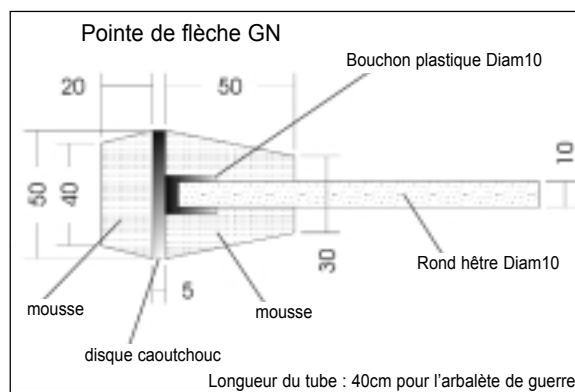 Pointe de flèche GN
Bouchon plastique Diam10
20
50
50
40
10
30
Rond hêtre Diam10
mousse
5
mousse
disque caoutchouc
Longueur du tube : 40cm pour l'arbalète de guerre